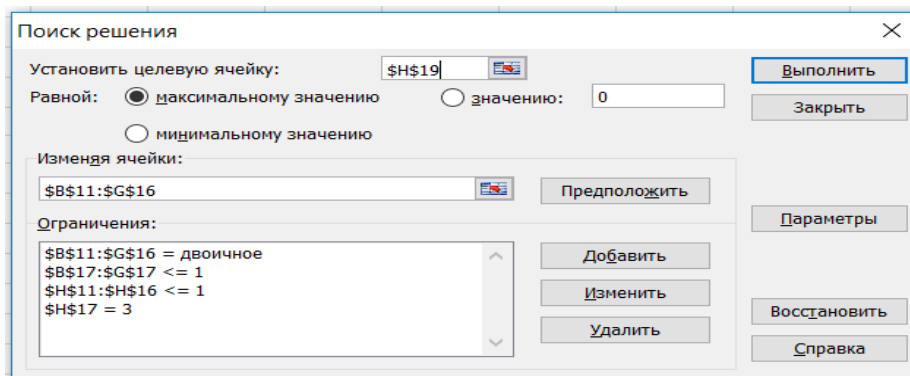 Поиск решения
Установить целевую ячейку: $H$19 Выполнить
Равной: максимальному значению значению: 0 Закрыть
минимальному значению
Изменяя ячейки:
$B$11:$G$16 Предположить
Ограничения: Параметры
$B$11:$G$16 = двоичное Добавить
$B$17:$G$17 <= 1
$H$11:$H$16 <= 1 Изменить
$H$17 = 3 Восстановить
Удалить
Справка